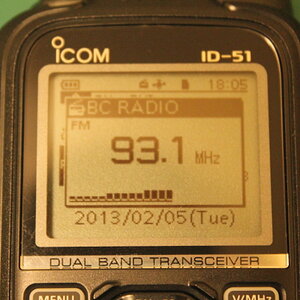 ICOM ID-51
18:05
BC RADIO
FM
93.1 MHz
2013/02/05(Tue)
DUAL BAND TRANSCEIVER
MENU V/MHz